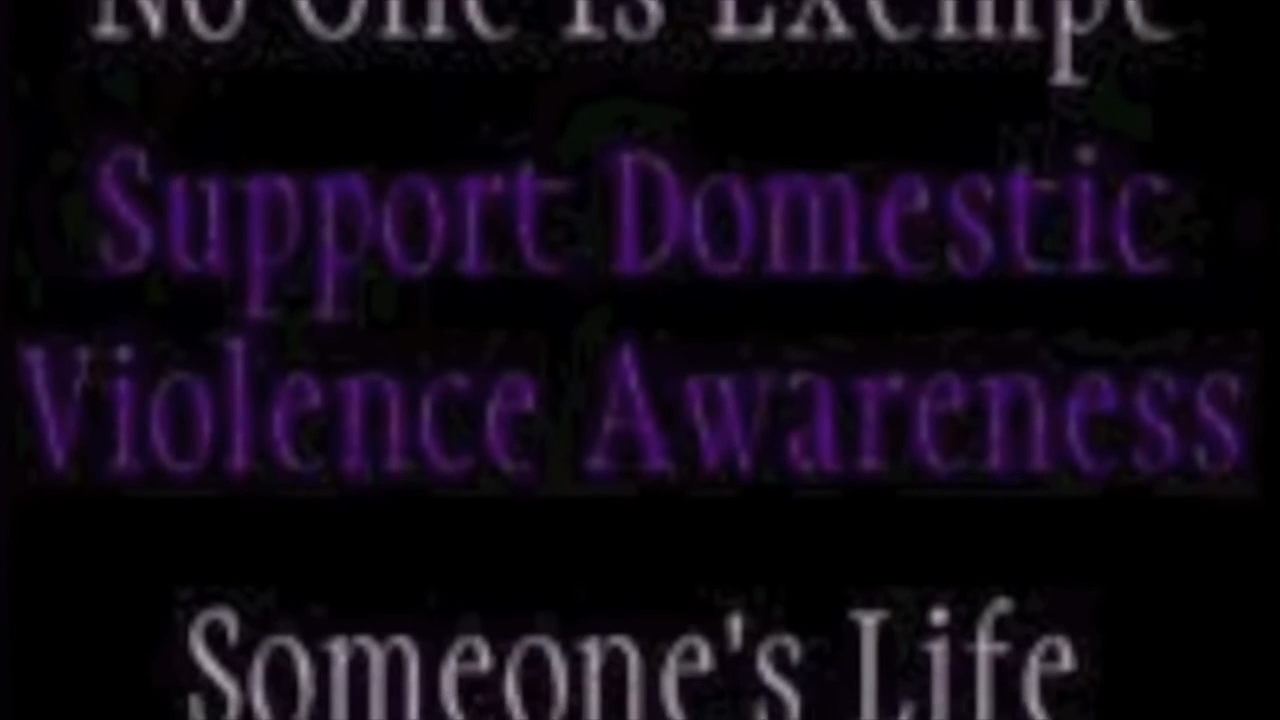 No One Is Exempt
Support Domestic
Violence Awareness
Someone's Life